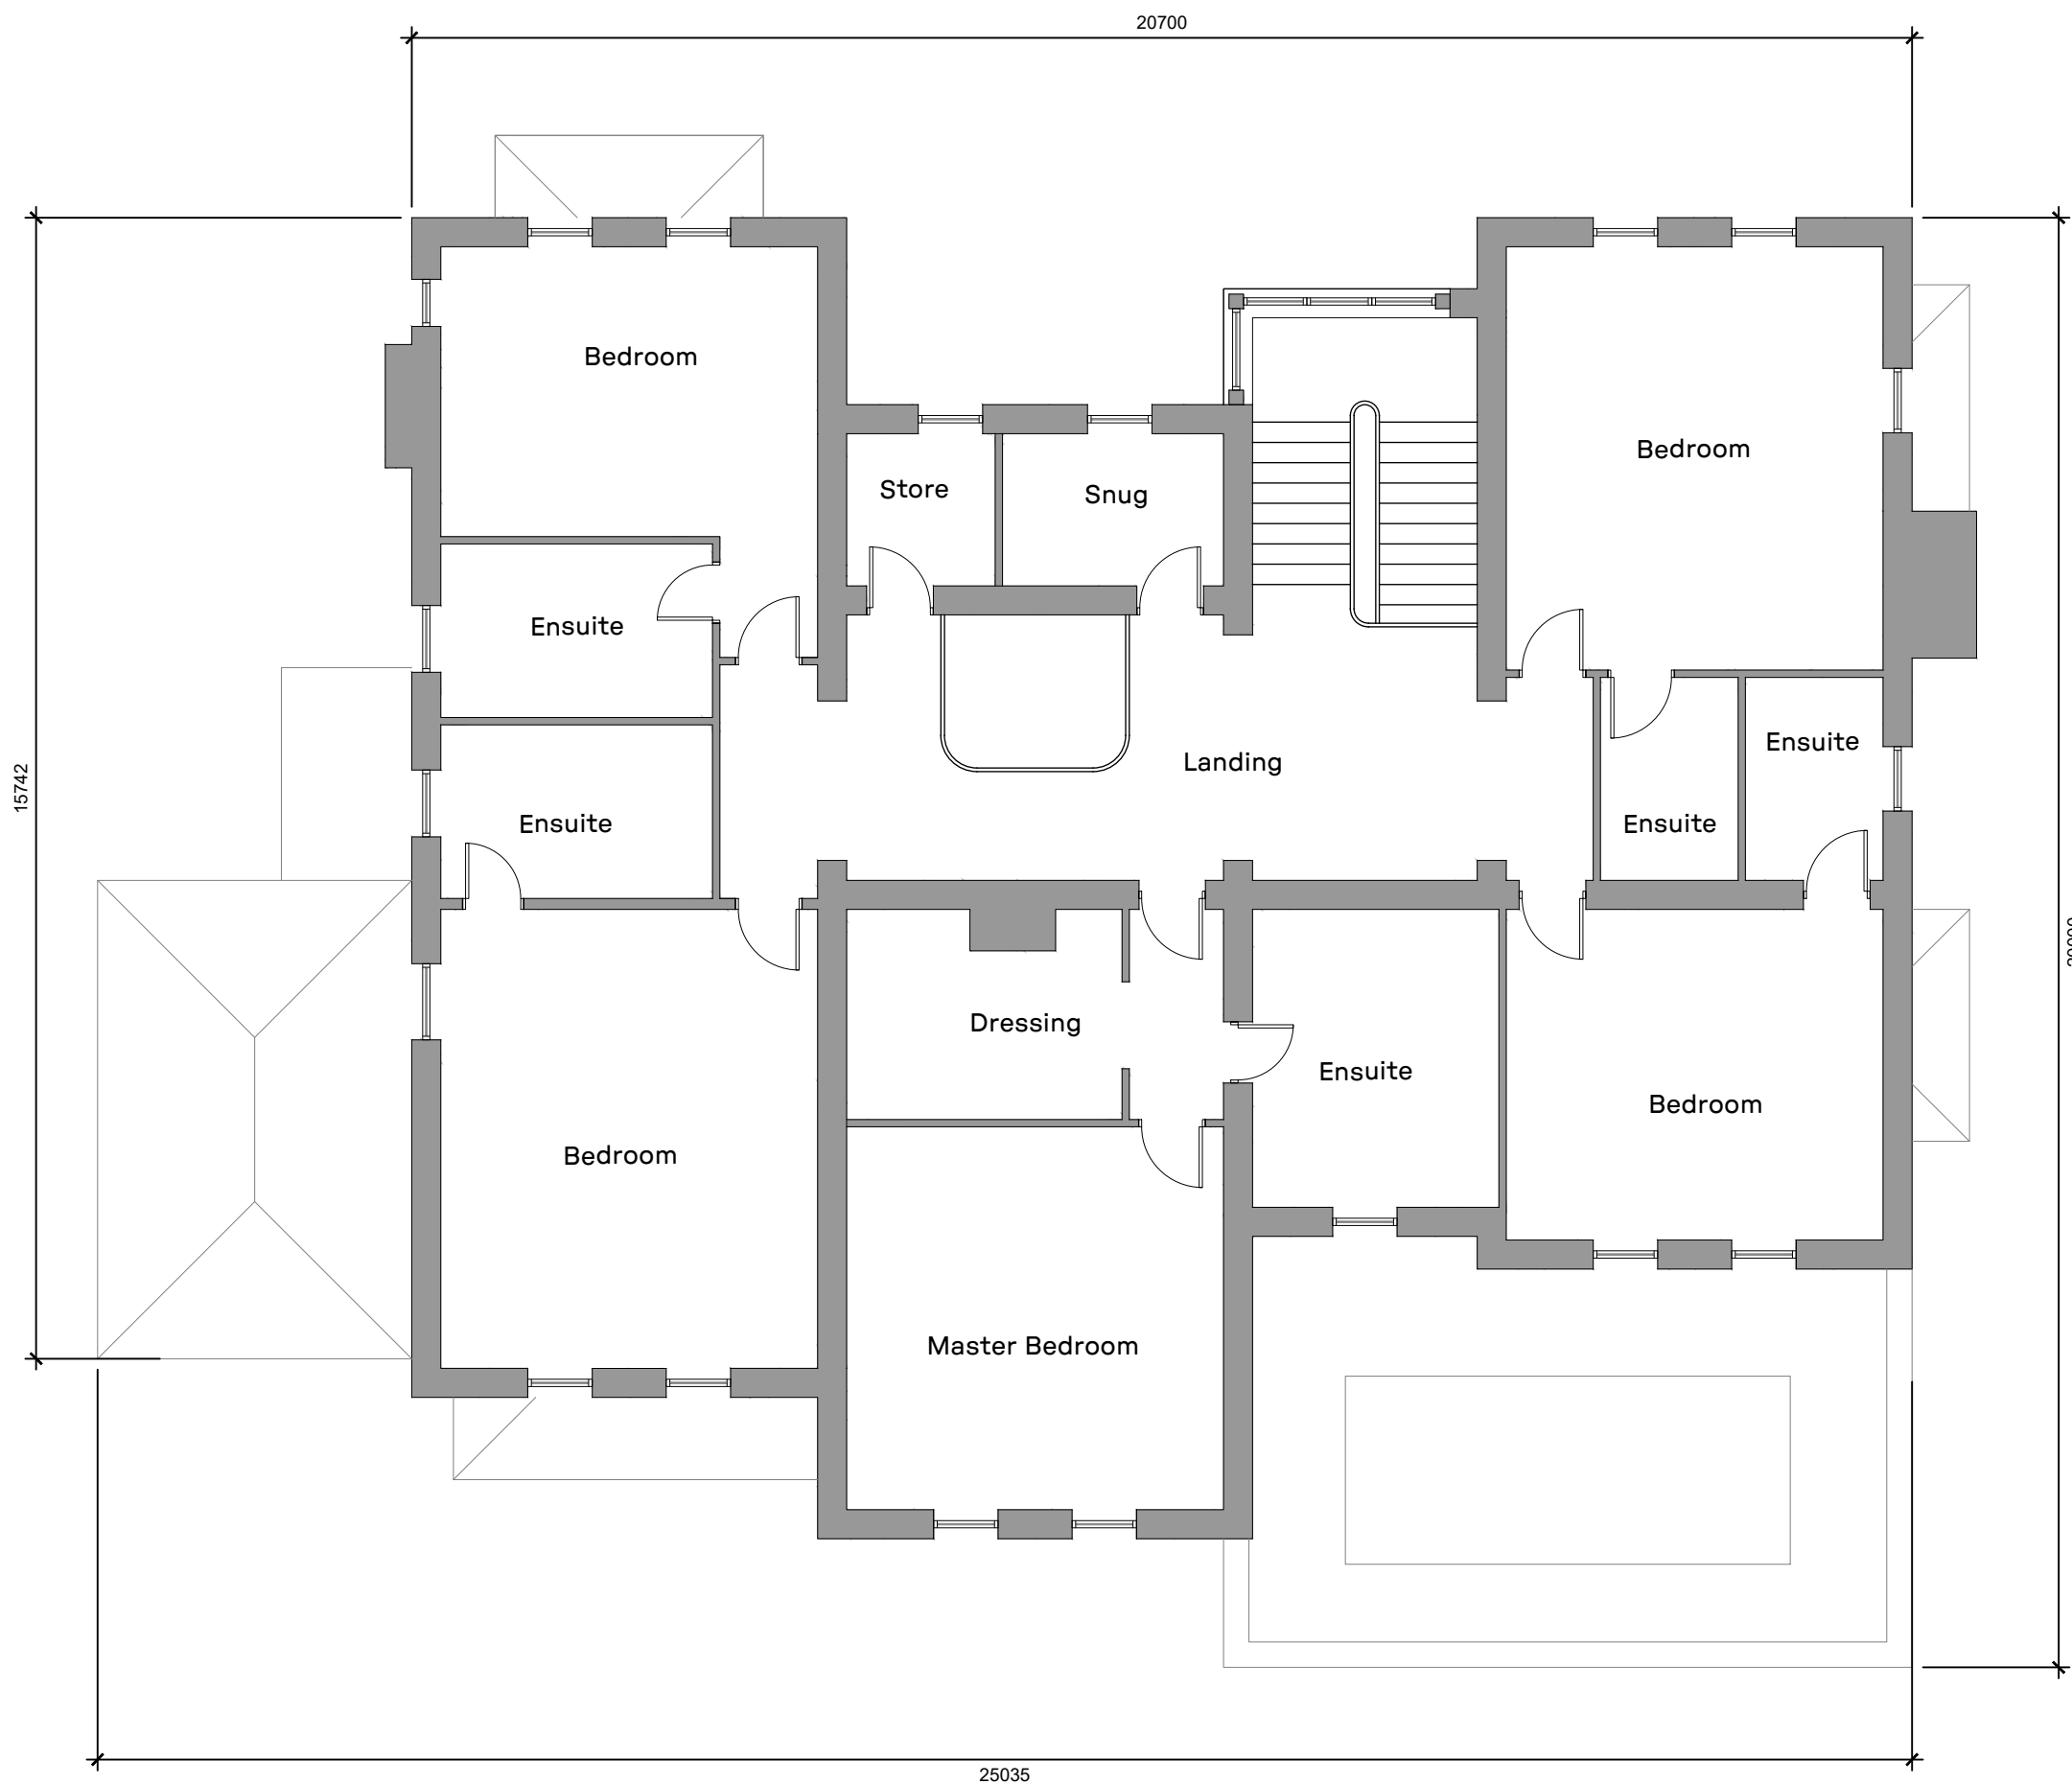 20700
Bedroom
Bedroom
Store
Snug
Ensuite
Ensuite
Landing
15742
Ensuite
Ensuite
Dressing
Ensuite
Bedroom
Bedroom
Master Bedroom
25035